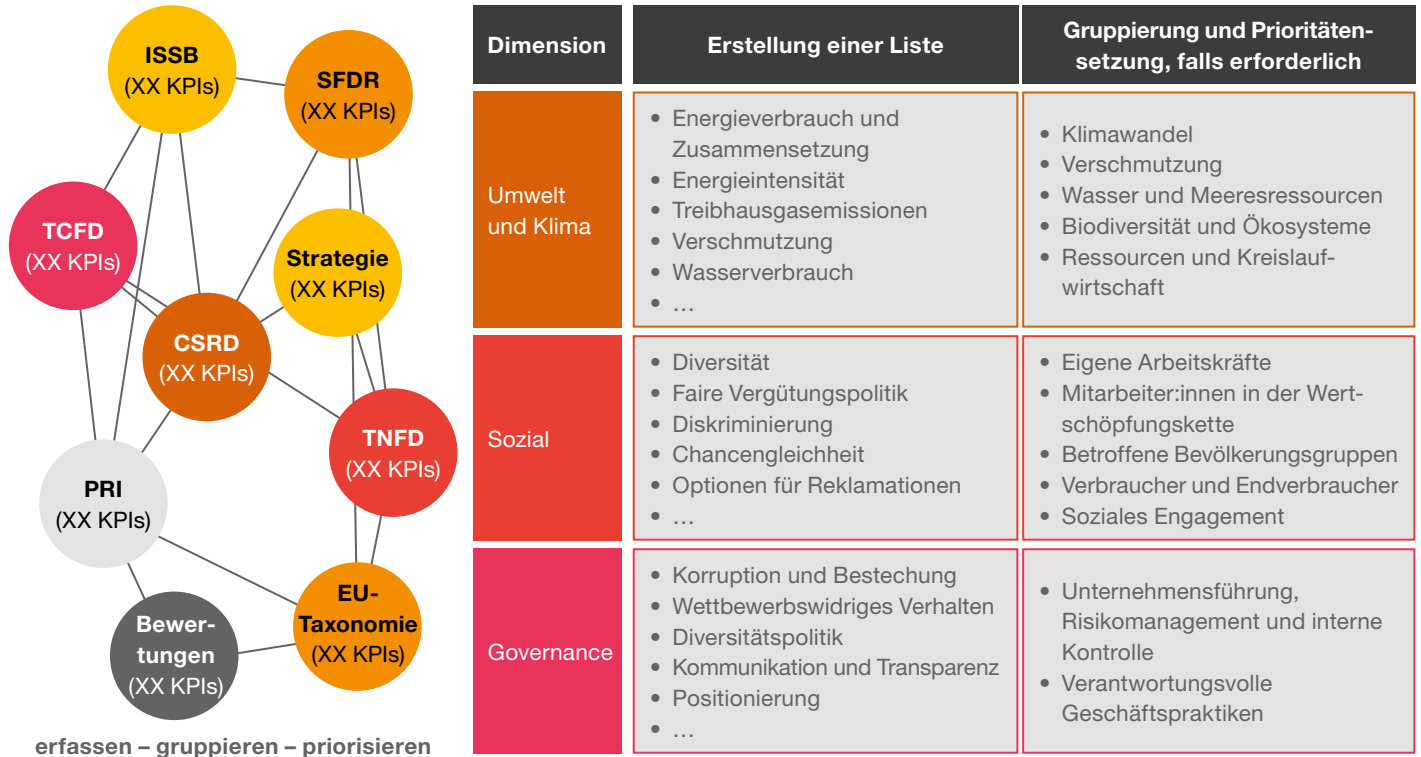 ISSB
(XX KPIs)
SFDR
(XX KPIs)
TCFD
(XX KPIs)
Strategie
(XX KPIs)
CSRD
(XX KPIs)
TNFD
(XX KPIs)
PRI
(XX KPIs)
EU-
Taxonomie
(XX KPIs)
Bewer-
tungen
(XX KPIs)
erfassen – gruppieren – priorisieren
Dimension
Erstellung einer Liste
Gruppierung und Prioritäten-
setzung, falls erforderlich
Umwelt
und Klima
• Energieverbrauch und
Zusammensetzung
• Energieintensität
• Treibhausgasemissionen
• Verschmutzung
• Wasserverbrauch
• …
• Klimawandel
• Verschmutzung
• Wasser und Meeresressourcen
• Biodiversität und Ökosysteme
• Ressourcen und Kreislauf-
wirtschaft
Sozial
• Diversität
• Faire Vergütungspolitik
• Diskriminierung
• Chancengleichheit
• Optionen für Reklamationen
• …
• Eigene Arbeitskräfte
• Mitarbeiter:innen in der Wert-
schöpfungskette
• Betroffene Bevölkerungsgruppen
• Verbraucher und Endverbraucher
• Soziales Engagement
Governance
• Korruption und Bestechung
• Wettbewerbswidriges Verhalten
• Diversitätspolitik
• Kommunikation und Transparenz
• Positionierung
• …
• Unternehmensführung,
Risikomanagement und interne
Kontrolle
• Verantwortungsvolle
Geschäftspraktiken